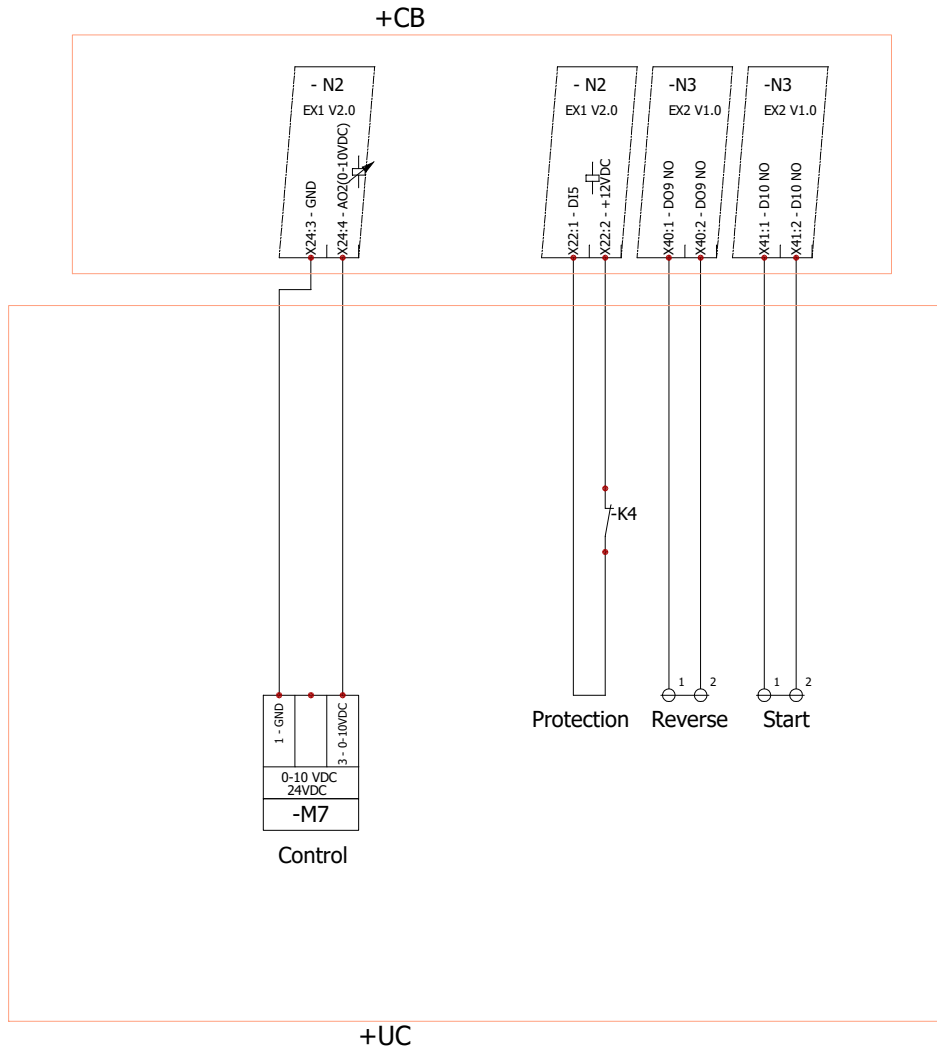 +CB
- N2
EX1 V2.0
X24:3 - GND
X24:4 - AO2(0-10VDC)
- N2
EX1 V2.0
X22:1 - DI5
X22:2 - +12VDC
-N3
EX2 V1.0
X40:1 - DO9 NO
X40:2 - DO9 NO
-N3
EX2 V1.0
X41:1 - D10 NO
X41:2 - D10 NO
-K4
1 - GND
3 - 0-10VDC
0-10 VDC
24VDC
-M7
Control
Protection
1 2
Reverse
1 2
Start
+UC